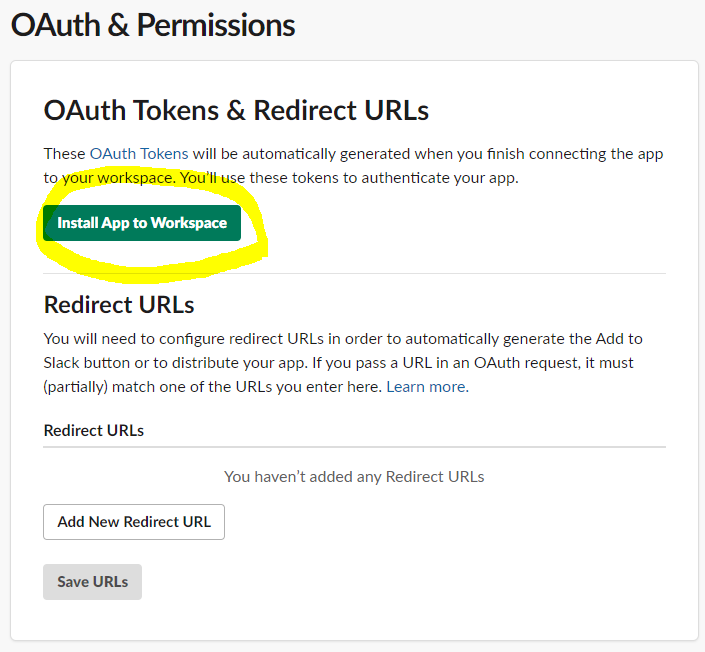 OAuth & Permissions
OAuth Tokens & Redirect URLs
These OAuth Tokens will be automatically generated when you finish connecting the app
to your workspace. You’ll use these tokens to authenticate your app.
Install App to Workspace
Redirect URLs
You will need to configure redirect URLs in order to automatically generate the Add to
Slack button or to distribute your app. If you pass a URL in an OAuth request, it must
(partially) match one of the URLs you enter here. Learn more.
Redirect URLs
You haven’t added any Redirect URLs
Add New Redirect URL
Save URLs